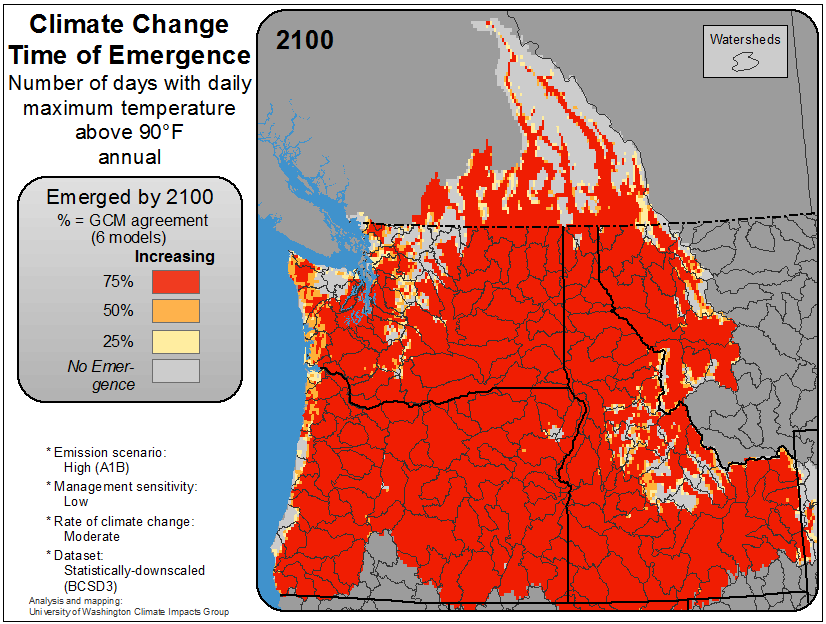 Climate Change
Time of Emergence
Number of days with daily
maximum temperature
above 90°F
annual
Emerged by 2100
% = GCM agreement
(6 models)
Increasing
75%
50%
25%
No Emer-
gence
* Emission scenario:
High (A1B)
* Management sensitivity:
Low
* Rate of climate change:
Moderate
* Dataset:
Statistically-downscaled
(BCSD3)
Analysis and mapping:
University of Washington Climate Impacts Group
2100
Watersheds